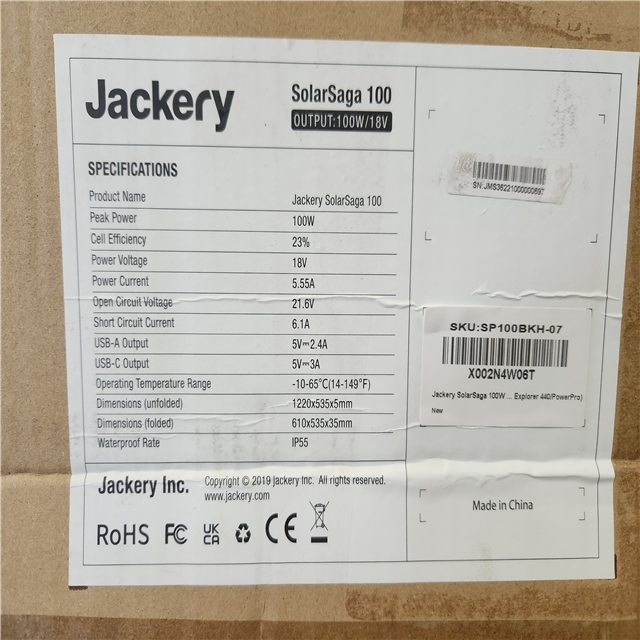 Jackery
SolarSaga 100
OUTPUT:100W/18V
SPECIFICATIONS
Product Name Jackery SolarSaga 100
Peak Power 100W
Cell Efficiency 23%
Power Voltage 18V
Power Current 5.55A
Open Circuit Voltage 21.6V
Short Circuit Current 6.1A
USB-A Output 5V⎓2.4A
USB-C Output 5V⎓3A
Operating Temperature Range -10-65℃(14-149℉)
Dimensions (unfolded) 1220x535x5mm
Dimensions (folded) 610x535x35mm
Waterproof Rate IP55
Jackery Inc.
Copyright © 2019 jackery Inc. All rights reserved.
www.jackery.com
RoHS FC UK CA CE
SN:JMS36221000000697
SKU:SP100BKH-07
X002N4W06T
Jackery SolarSaga 100W ... Explorer 440/PowerPro)
New
Made in China